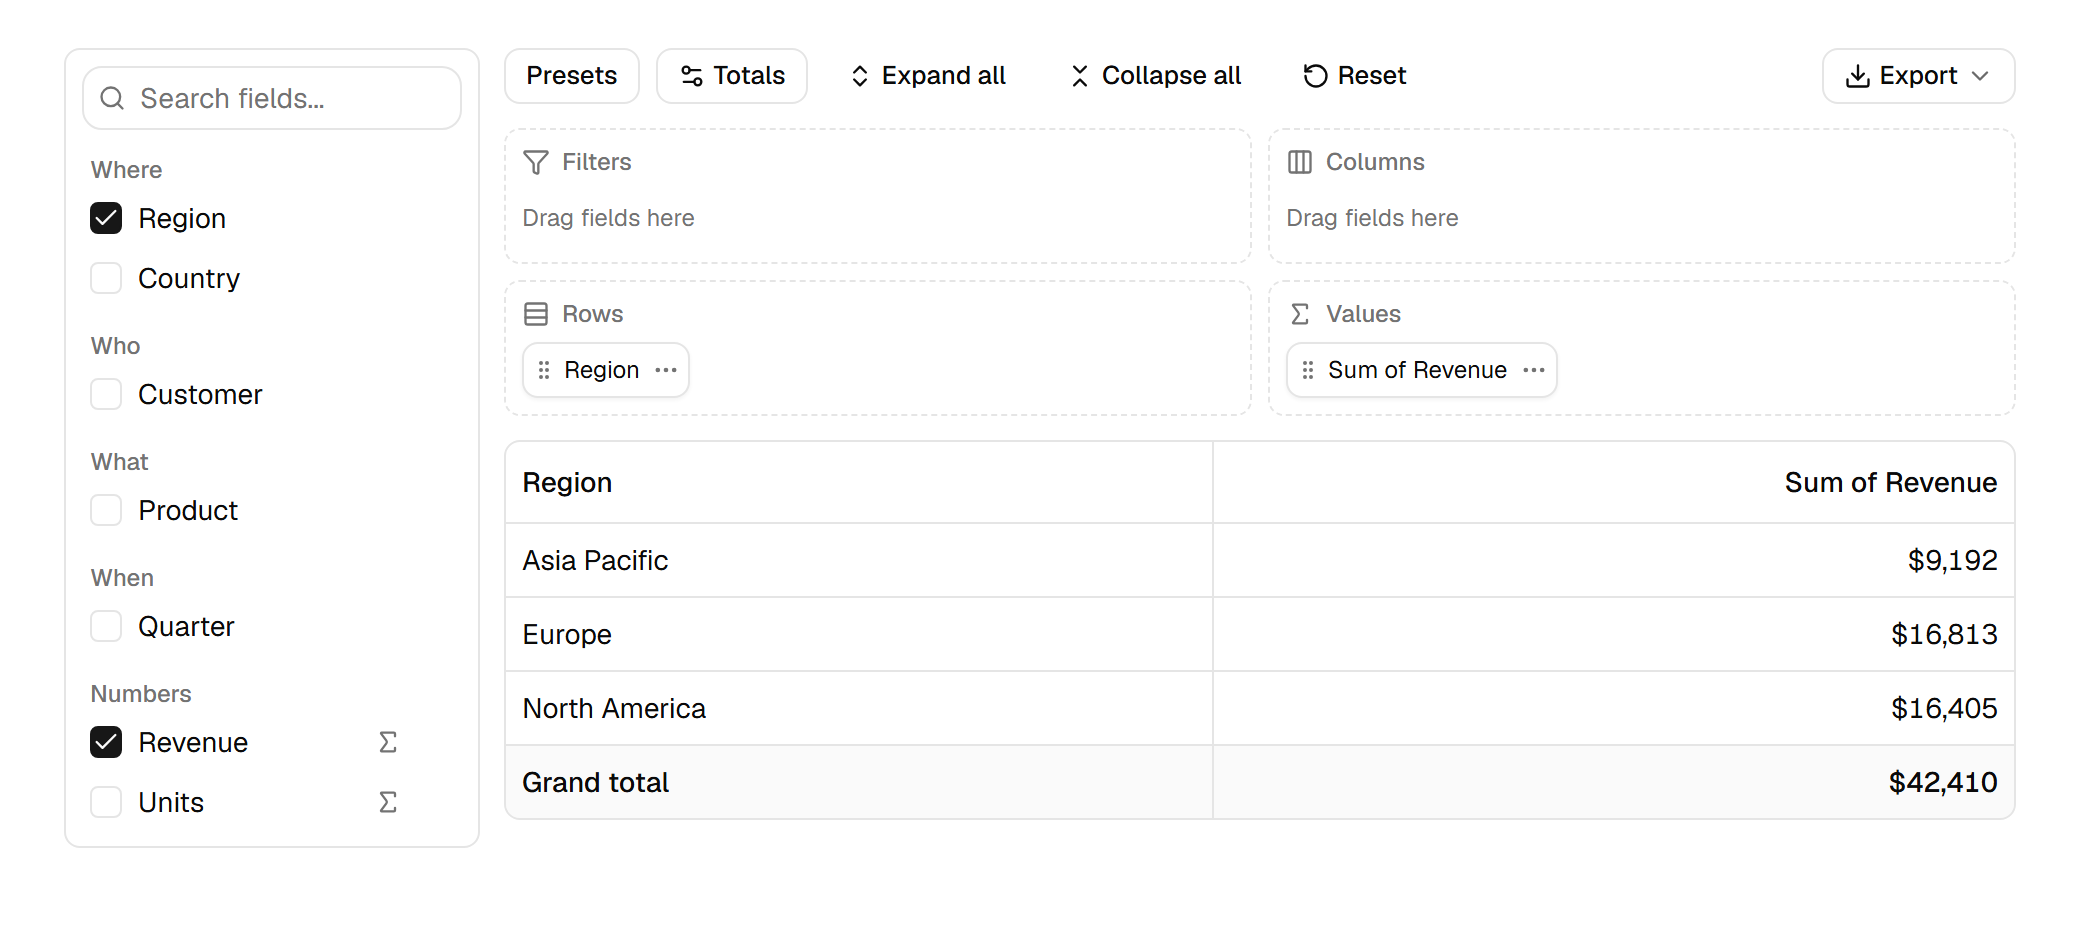 Search fields...
Where
Region
Country
Who
Customer
What
Product
When
Quarter
Numbers
Revenue
Units
Presets
Totals
Expand all
Collapse all
Reset
Export
Filters
Drag fields here
Columns
Drag fields here
Rows
Region
Values
Sum of Revenue
Region Sum of Revenue
Asia Pacific $9,192
Europe $16,813
North America $16,405
Grand total $42,410